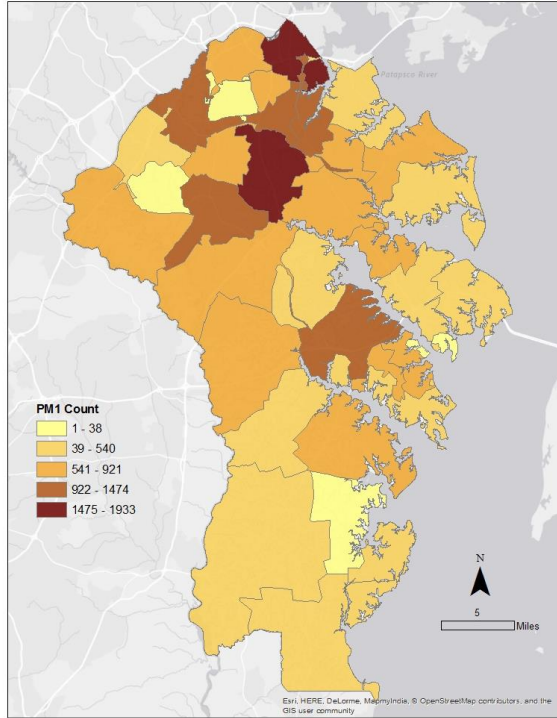 Patapsco River
PM1 Count
1 - 38
39 - 540
541 - 921
922 - 1474
1475 - 1933
N
5
Miles
Esri, HERE, DeLorme, MapmyIndia, © OpenStreetMap contributors, and the
GIS user community